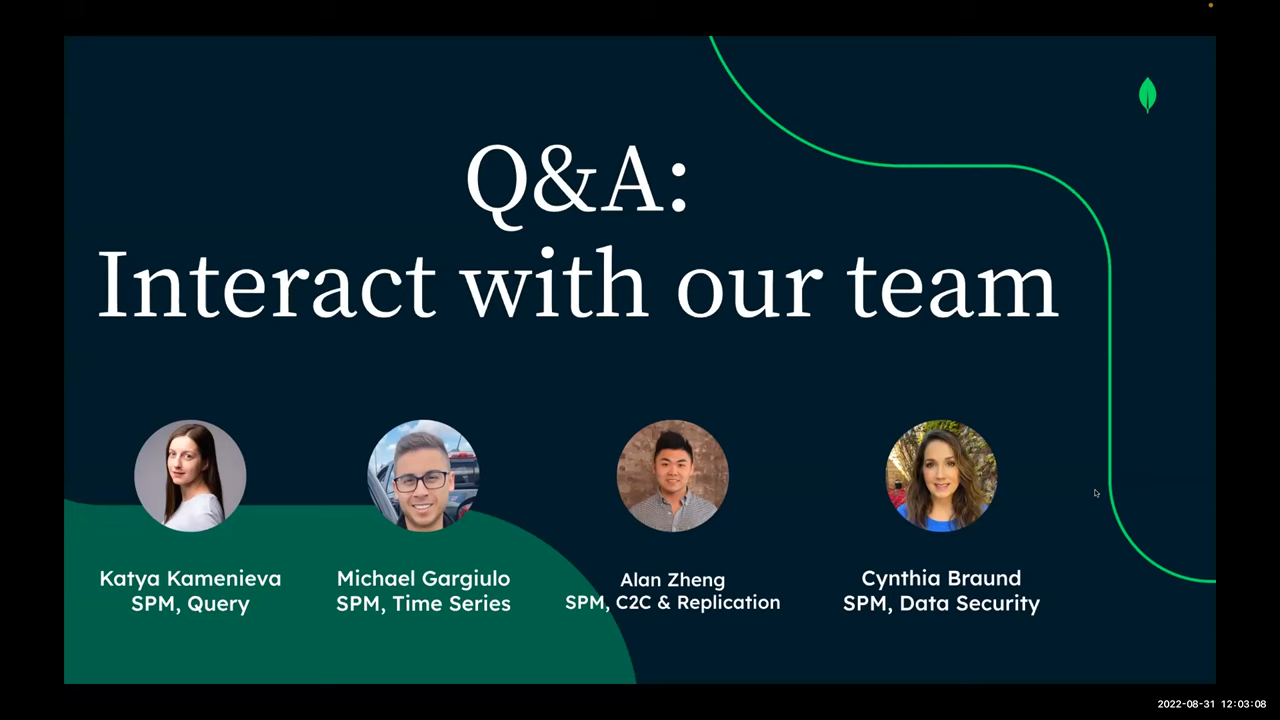 Q&A:
Interact with our team
Katya Kamenieva
SPM, Query
Michael Gargiulo
SPM, Time Series
Alan Zheng
SPM, C2C & Replication
Cynthia Braund
SPM, Data Security
2022-08-31 12:03:08